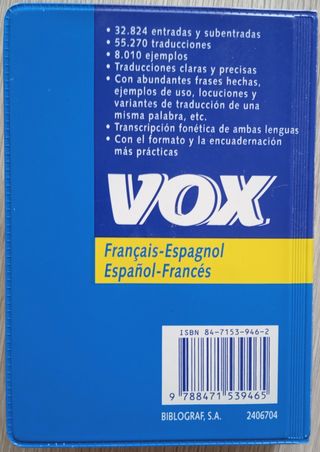 • 32.824 entradas y subentradas
• 55.270 traducciones
• 8.010 ejemplos
• Traducciones claras y precisas
• Con abundantes frases hechas,
ejemplos de uso, locuciones y
variantes de traducción de una
misma palabra, etc.
• Transcripción fonética de ambas lenguas
• Con el formato y la encuadernación
más prácticas
VOX
Français-Espagnol
Español-Francés
ISBN 84-7153-946-2
9 788471 539465
BIBLOGRAF, S.A. 2406704